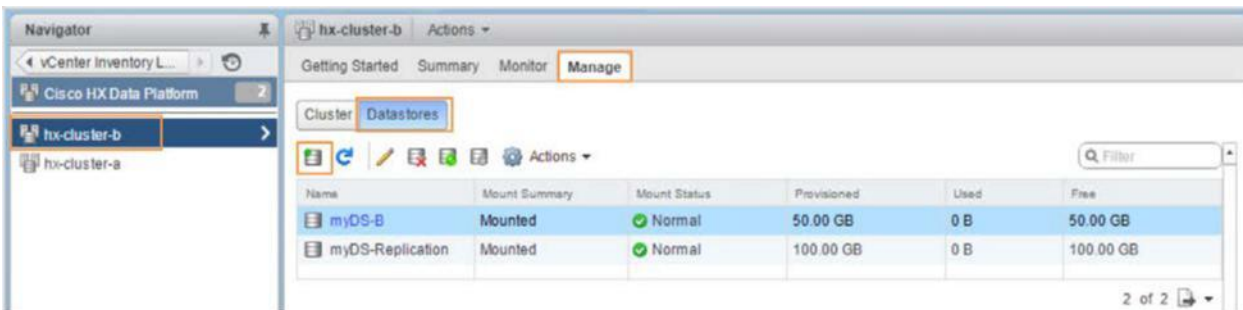 Navigator
vCenter Inventory L...
Cisco HX Data Platform 2
hx-cluster-b
hx-cluster-a
hx-cluster-b Actions
Getting Started Summary Monitor Manage
Cluster Datastores
Actions Filter
Name Mount Summary Mount Status Provisioned Used Free
myDS-B Mounted Normal 50.00 GB 0 B 50.00 GB
myDS-Replication Mounted Normal 100.00 GB 0 B 100.00 GB
2 of 2